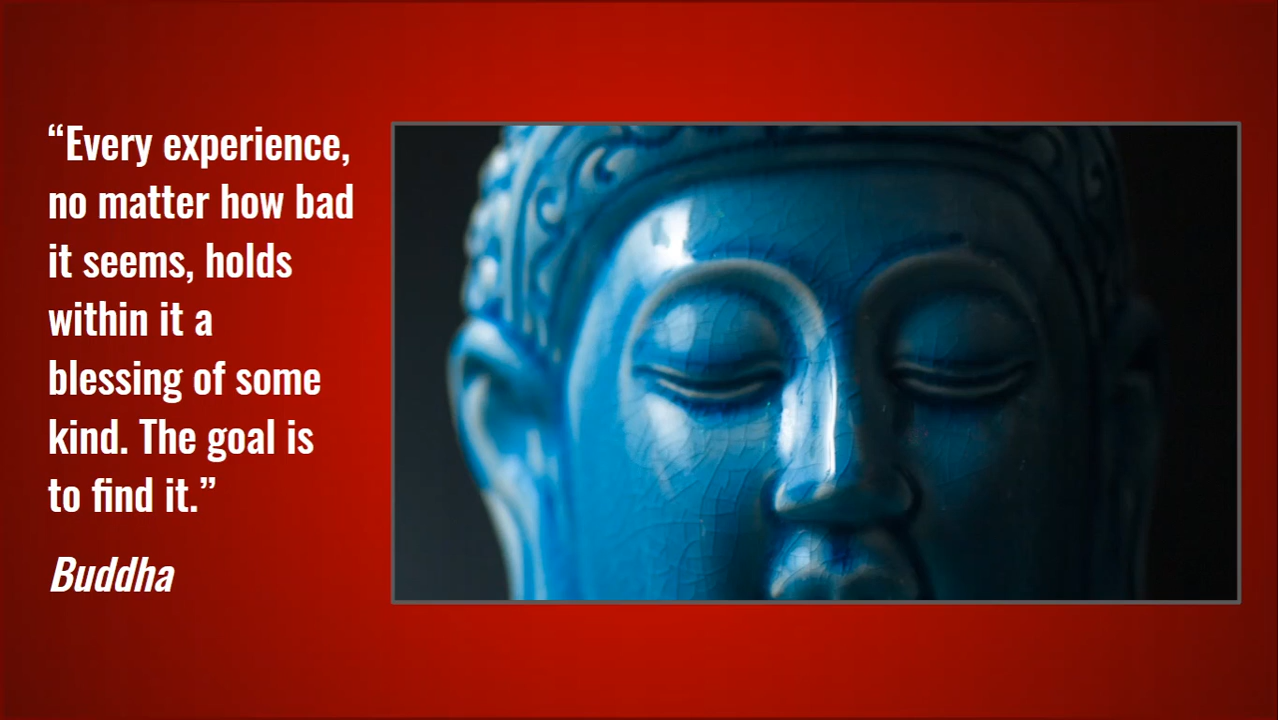 “Every experience,
no matter how bad
it seems, holds
within it a
blessing of some
kind. The goal is
to find it.”
Buddha